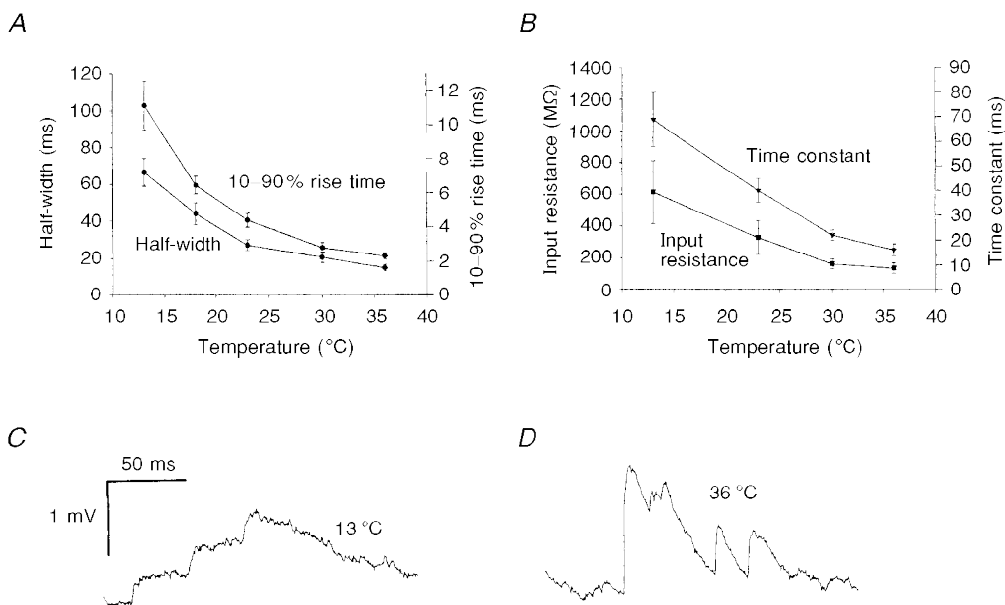 A
120
100
80
60
40
20
0
Half-width (ms)
12
10
8
6
4
2
0
10–90% rise time (ms)
10–90% rise time
Half-width
10 15 20 25 30 35 40
Temperature (°C)
B
1400
1200
1000
800
600
400
200
0
Input resistance (MΩ)
90
80
70
60
50
40
30
20
10
0
Time constant (ms)
Time constant
Input
resistance
10 15 20 25 30 35 40
Temperature (°C)
C
50 ms
1 mV
13 °C
D
36 °C